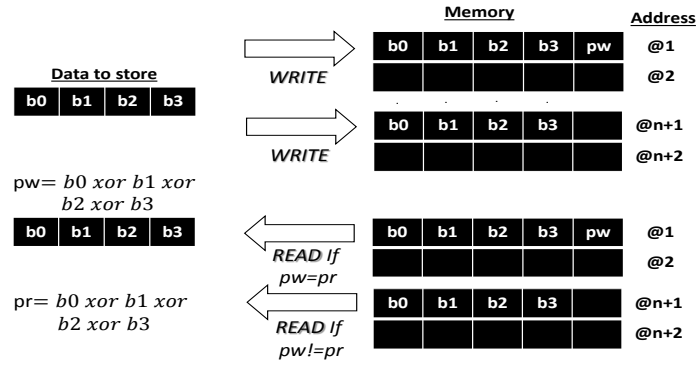 Memory Address
b0 b1 b2 b3 pw @1
WRITE @2
Data to store
b0 b1 b2 b3
b0 b1 b2 b3 @n+1
WRITE @n+2
pw= b0 xor b1 xor
b2 xor b3
b0 b1 b2 b3
b0 b1 b2 b3 pw @1
READ If @2
pw=pr
pr= b0 xor b1 xor
b2 xor b3
b0 b1 b2 b3 @n+1
READ If @n+2
pw!=pr